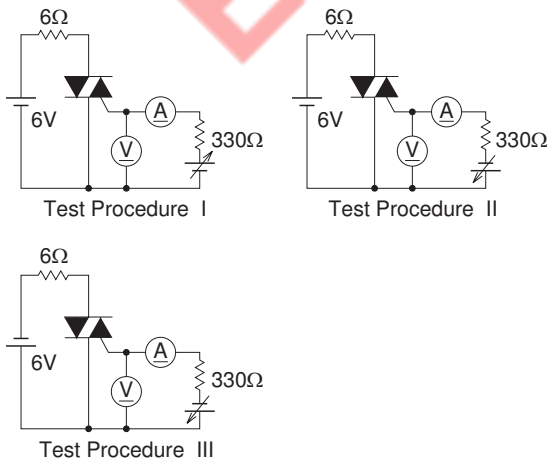 6Ω
6V
A
V
330Ω
Test Procedure I
6Ω
6V
A
V
330Ω
Test Procedure II
6Ω
6V
A
V
330Ω
Test Procedure III